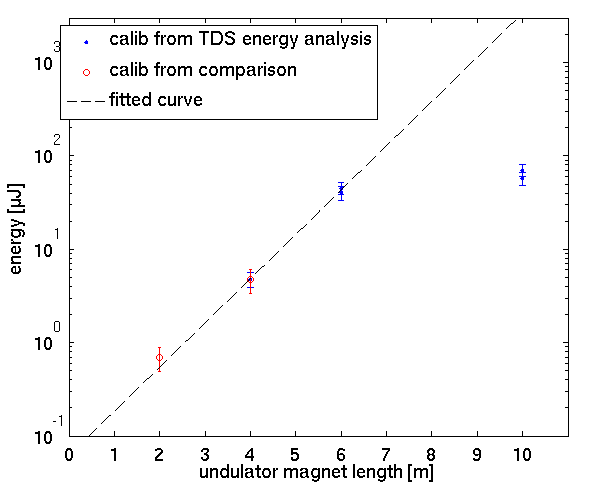 calib from TDS energy analysis
calib from comparison
fitted curve
10^3
10^2
10^1
10^0
10^-1
energy [µJ]
0 1 2 3 4 5 6 7 8 9 10
undulator magnet length [m]